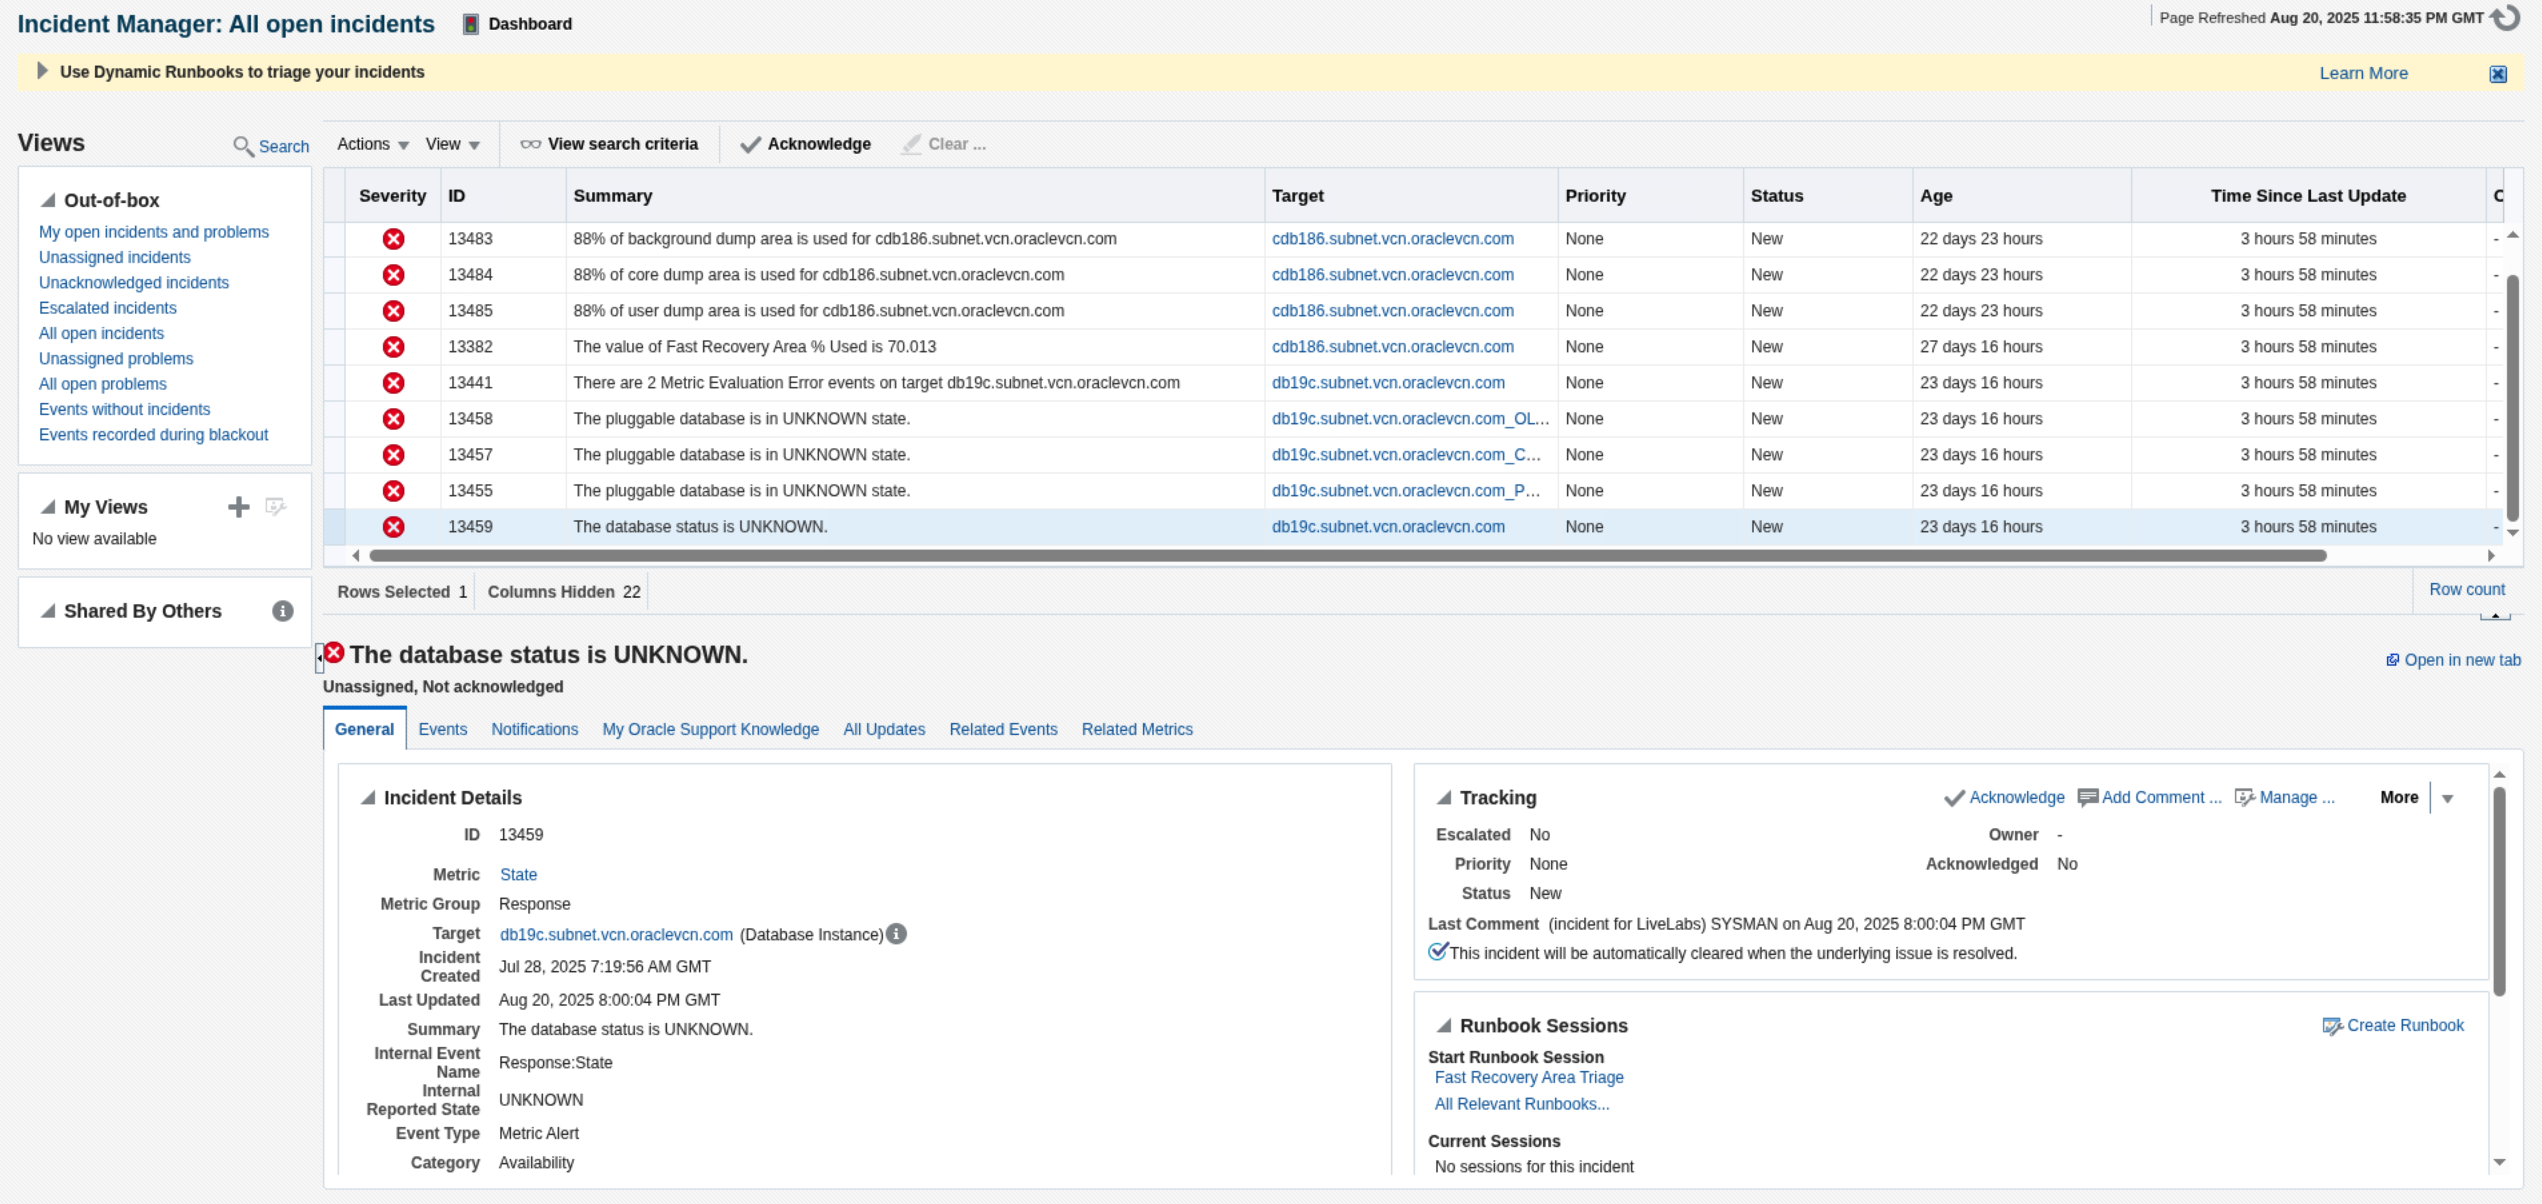 Incident Manager: All open incidents Dashboard
Page Refreshed Aug 20, 2025 11:58:35 PM GMT
Use Dynamic Runbooks to triage your incidents Learn More
Views Search
Out-of-box
My open incidents and problems
Unassigned incidents
Unacknowledged incidents
Escalated incidents
All open incidents
Unassigned problems
All open problems
Events without incidents
Events recorded during blackout
My Views
No view available
Shared By Others
Actions View View search criteria Acknowledge Clear ...
Severity ID Summary Target Priority Status Age Time Since Last Update C
13483 88% of background dump area is used for cdb186.subnet.vcn.oraclevcn.com cdb186.subnet.vcn.oraclevcn.com None New 22 days 23 hours 3 hours 58 minutes -
13484 88% of core dump area is used for cdb186.subnet.vcn.oraclevcn.com cdb186.subnet.vcn.oraclevcn.com None New 22 days 23 hours 3 hours 58 minutes -
13485 88% of user dump area is used for cdb186.subnet.vcn.oraclevcn.com cdb186.subnet.vcn.oraclevcn.com None New 22 days 23 hours 3 hours 58 minutes -
13382 The value of Fast Recovery Area % Used is 70.013 cdb186.subnet.vcn.oraclevcn.com None New 27 days 16 hours 3 hours 58 minutes -
13441 There are 2 Metric Evaluation Error events on target db19c.subnet.vcn.oraclevcn.com db19c.subnet.vcn.oraclevcn.com None New 23 days 16 hours 3 hours 58 minutes -
13458 The pluggable database is in UNKNOWN state. db19c.subnet.vcn.oraclevcn.com_OL... None New 23 days 16 hours 3 hours 58 minutes -
13457 The pluggable database is in UNKNOWN state. db19c.subnet.vcn.oraclevcn.com_C... None New 23 days 16 hours 3 hours 58 minutes -
13455 The pluggable database is in UNKNOWN state. db19c.subnet.vcn.oraclevcn.com_P... None New 23 days 16 hours 3 hours 58 minutes -
13459 The database status is UNKNOWN. db19c.subnet.vcn.oraclevcn.com None New 23 days 16 hours 3 hours 58 minutes -
Rows Selected 1 Columns Hidden 22 Row count
The database status is UNKNOWN.
Open in new tab
Unassigned, Not acknowledged
General Events Notifications My Oracle Support Knowledge All Updates Related Events Related Metrics
Incident Details
ID 13459
Metric State
Metric Group Response
Target db19c.subnet.vcn.oraclevcn.com (Database Instance)
Incident Created Jul 28, 2025 7:19:56 AM GMT
Last Updated Aug 20, 2025 8:00:04 PM GMT
Summary The database status is UNKNOWN.
Internal Event Name Response:State
Internal Reported State UNKNOWN
Event Type Metric Alert
Category Availability
Tracking Acknowledge Add Comment ... Manage ... More
Escalated No Owner -
Priority None Acknowledged No
Status New
Last Comment (incident for LiveLabs) SYSMAN on Aug 20, 2025 8:00:04 PM GMT
This incident will be automatically cleared when the underlying issue is resolved.
Runbook Sessions Create Runbook
Start Runbook Session
Fast Recovery Area Triage
All Relevant Runbooks...
Current Sessions
No sessions for this incident